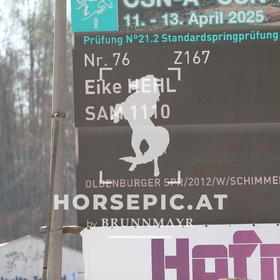 CSN-A
11. - 13. April 2025
Prüfung N°21.2 Standardspringprüfung
Nr. 76 Z167
Eike HEHL
SAM 1110
OLDENBURGER SPR/2012/W/SCHIMMEL
HORSEPIC.AT
by BRUNNMAYR